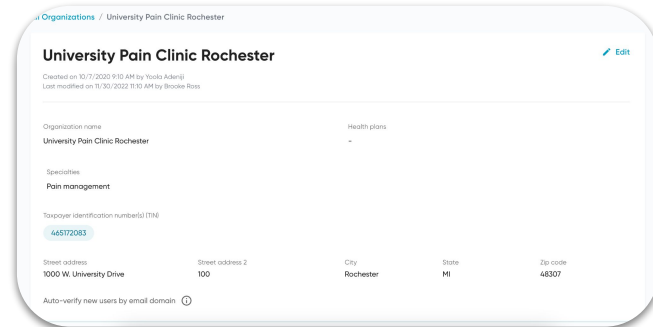 Organizations / University Pain Clinic Rochester
University Pain Clinic Rochester
Edit
Created on 10/7/2020 9:10 AM by Yoola Adeniji
Last modified on 11/30/2022 11:10 AM by Brooke Ross
Organization name Health plans
University Pain Clinic Rochester -
Specialties
Pain management
Taxpayer identification number(s) (TIN)
465172083
Street address Street address 2 City State Zip code
1000 W. University Drive 100 Rochester MI 48307
Auto-verify new users by email domain